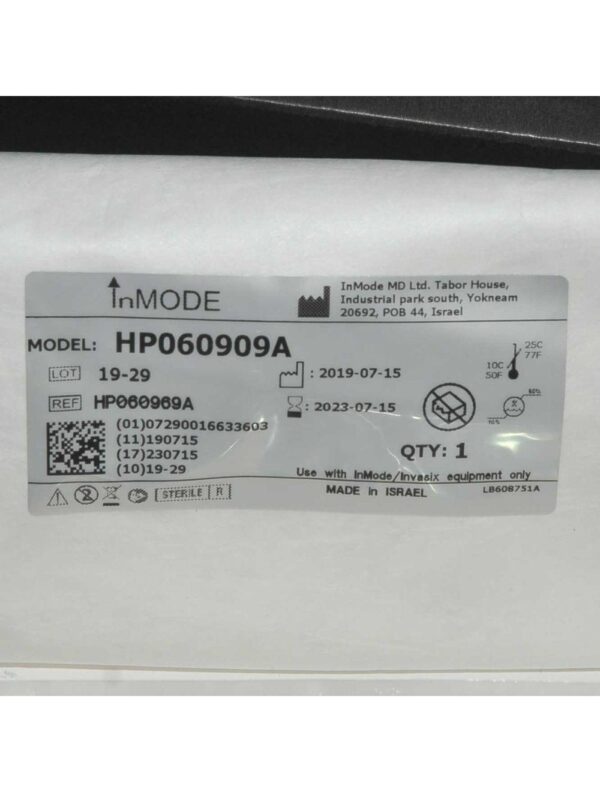 InMODE
InMode MD Ltd. Tabor House,
Industrial park south, Yokneam
20692, POB 44, Israel
MODEL: HP060909A
LOT 19-29
: 2019-07-15
25C
77F
10C
50F
REF HP060969A
: 2023-07-15
80%
(01)07290016633603
(11)190715
(17)230715
(10)19-29
QTY: 1
Use with InMode/Invasix equipment only
STERILE R
MADE in ISRAEL
LB608751A